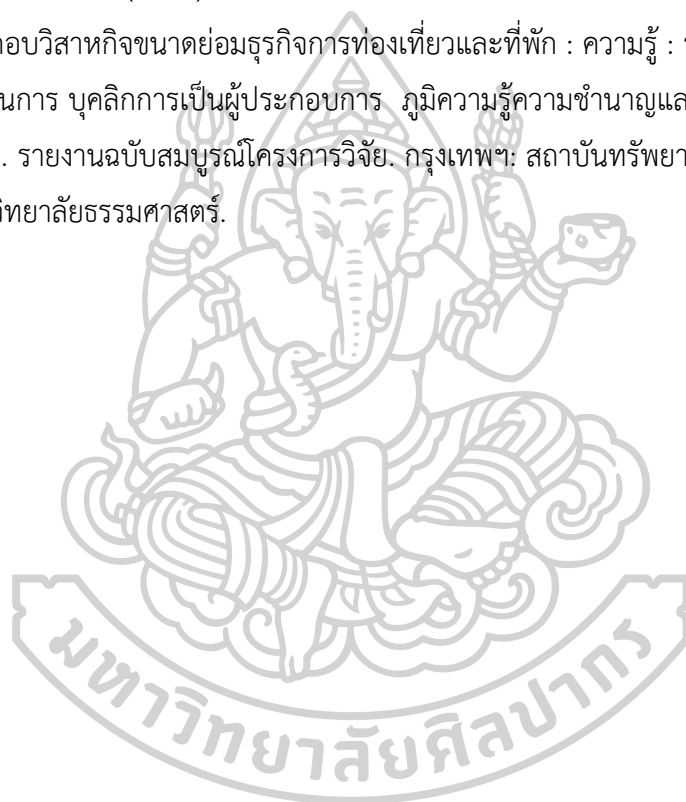 กอบวิสาหกิจขนาดย่อมธุรกิจการท่องเที่ยวและที่พัก : ความรู้ :
นการ บุคลิกการเป็นผู้ประกอบการ ภูมิความรู้ความชำนาญและ
. รายงานฉบับสมบูรณ์โครงการวิจัย. กรุงเทพฯ: สถาบันทรัพยา
วิทยาลัยธรรมศาสตร์.
มหาวิทยาลัยศิลปากร